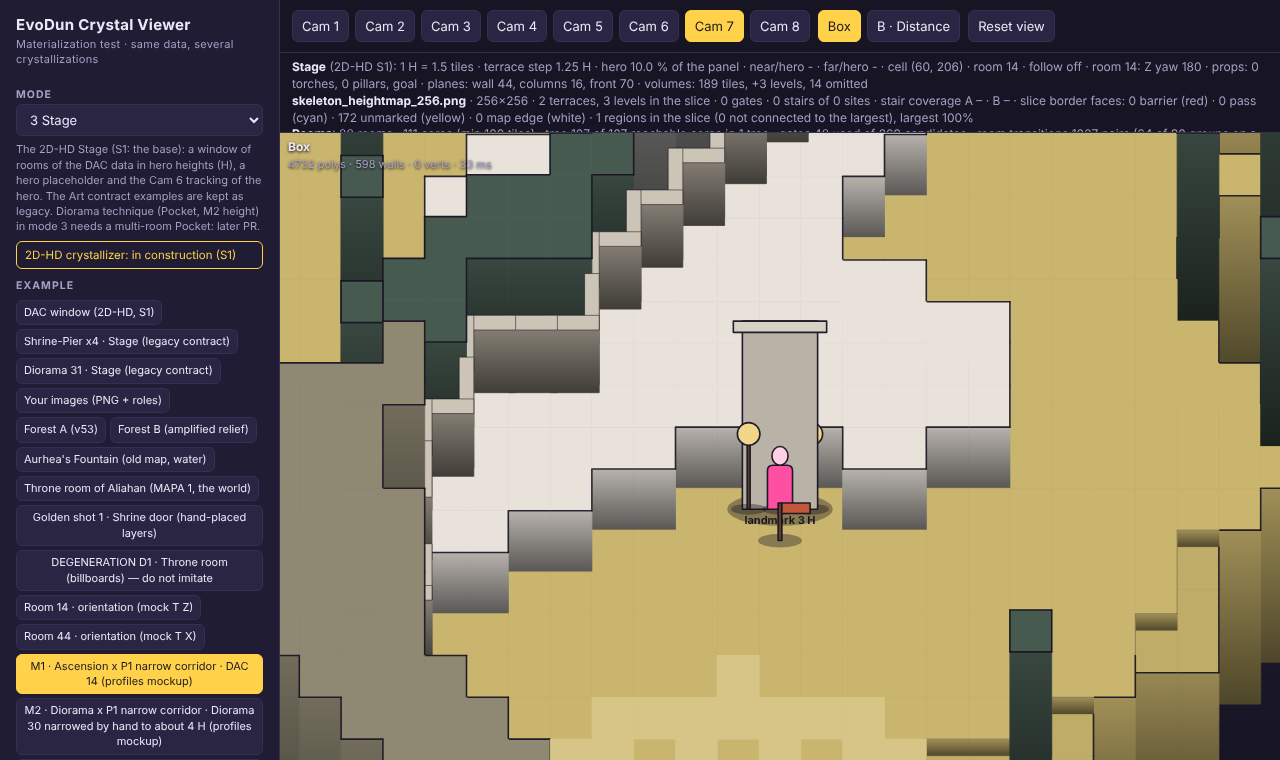 EvoDun Crystal Viewer
Materialization test · same data, several
crystallizations
MODE
3 Stage
The 2D-HD Stage (S1: the base): a window of
rooms of the DAC data in hero heights (H), a
hero placeholder and the Cam 6 tracking of the
hero. The Art contract examples are kept as
legacy. Diorama technique (Pocket, M2 height)
in mode 3 needs a multi-room Pocket: later PR.
2D-HD crystallizer: in construction (S1)
EXAMPLE
DAC window (2D-HD, S1)
Shrine-Pier x4 · Stage (legacy contract)
Diorama 31 · Stage (legacy contract)
Your images (PNG + roles)
Forest A (v53)
Forest B (amplified relief)
Aurhea's Fountain (old map, water)
Throne room of Aliahan (MAPA 1, the world)
Golden shot 1 · Shrine door (hand-placed
layers)
DEGENERATION D1 · Throne room
(billboards) — do not imitate
Room 14 · orientation (mock T Z)
Room 44 · orientation (mock T X)
M1 · Ascension x P1 narrow corridor · DAC
14 (profiles mockup)
M2 · Diorama x P1 narrow corridor · Diorama
30 narrowed by hand to about 4 H (profiles
mockup)
Cam 1
Cam 2
Cam 3
Cam 4
Cam 5
Cam 6
Cam 7
Cam 8
Box
B · Distance
Reset view
Stage (2D-HD S1): 1 H = 1.5 tiles · terrace step 1.25 H · hero 10.0 % of the panel · near/hero - · far/hero - · cell (60, 206) · room 14 · follow off · room 14: Z yaw 180 · props: 0
torches, 0 pillars, goal · planes: wall 44, columns 16, front 70 · volumes: 189 tiles, +3 levels, 14 omitted
skeleton_heightmap_256.png · 256×256 · 2 terraces, 3 levels in the slice · 0 gates · 0 stairs of 0 sites · stair coverage A – · B – · slice border faces: 0 barrier (red) · 0 pass
(cyan) · 172 unmarked (yellow) · 0 map edge (white) · 1 regions in the slice (0 not connected to the largest), largest 100%
Box
4732 polys · 598 walls · 0 verts · 33 ms
landmark 3 H